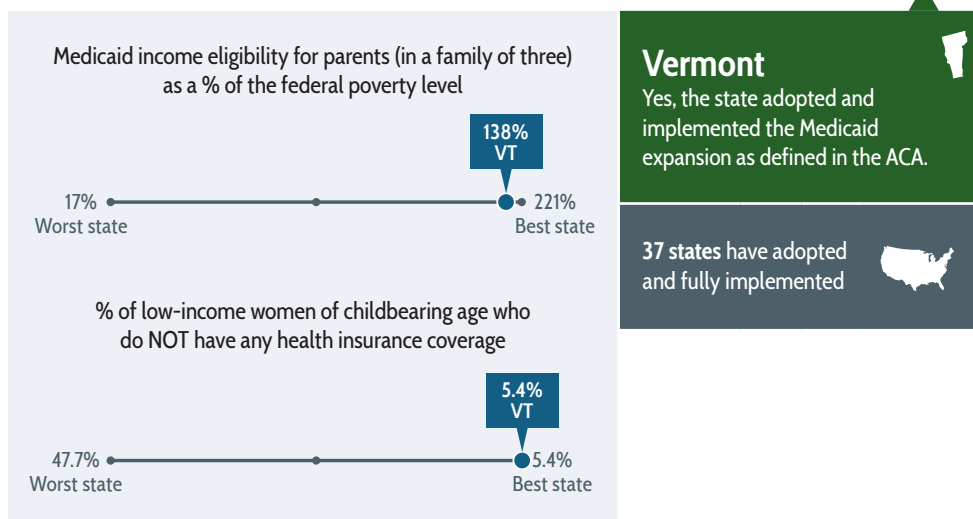 Medicaid income eligibility for parents (in a family of three)
as a % of the federal poverty level
138%
VT
17%
221%
Worst state
Best state
% of low-income women of childbearing age who
do NOT have any health insurance coverage
5.4%
VT
47.7%
5.4%
Worst state
Best state
Vermont
Yes, the state adopted and
implemented the Medicaid
expansion as defined in the ACA.
37 states have adopted
and fully implemented